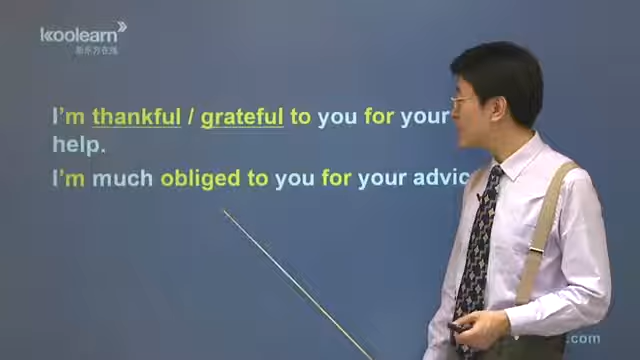 koolearn
新东方在线
I'm thankful / grateful to you for your
help.
I'm much obliged to you for your advic
.com